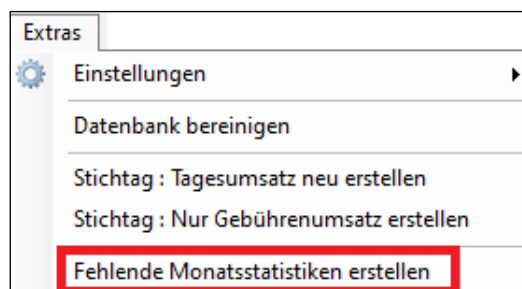 Extras
Einstellungen
Datenbank bereinigen
Stichtag : Tagesumsatz neu erstellen
Stichtag : Nur Gebührenumsatz erstellen
Fehlende Monatsstatistiken erstellen